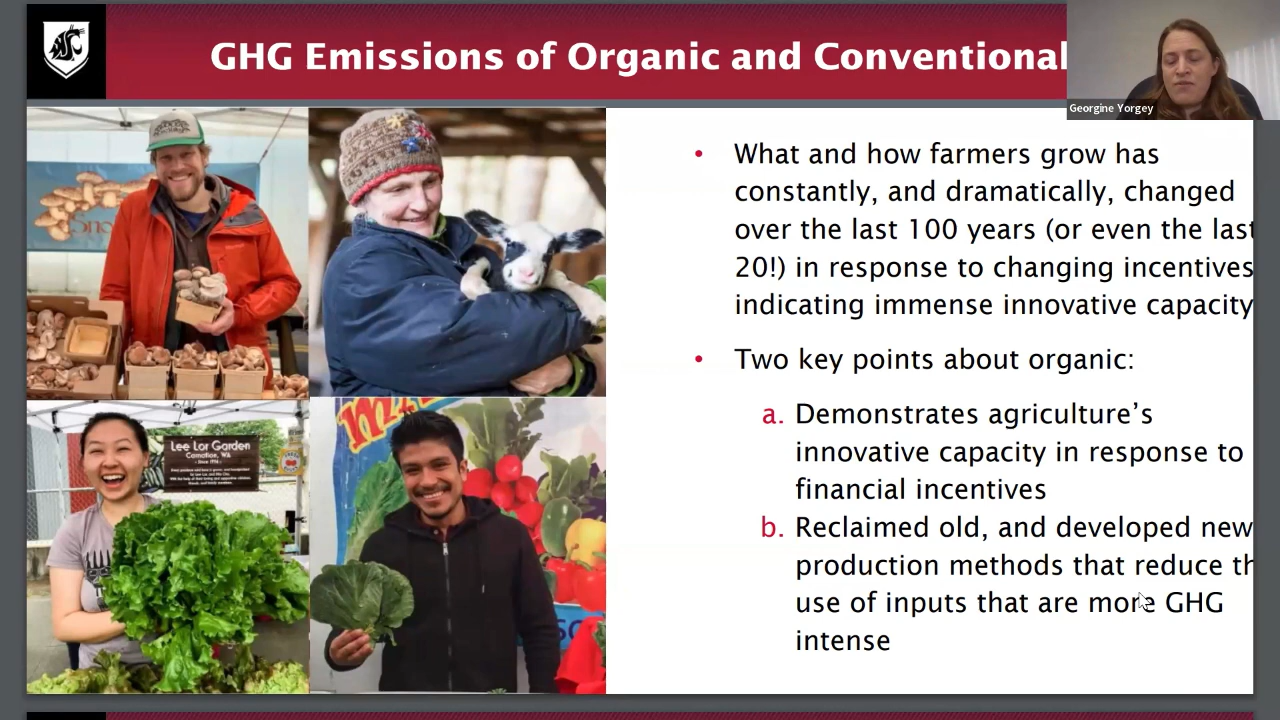 GHG Emissions of Organic and Conventional
Georgine Yorgey
What and how farmers grow has
constantly, and dramatically, changed
over the last 100 years (or even the last
20!) in response to changing incentives
indicating immense innovative capacity
Two key points about organic:
a. Demonstrates agriculture's
innovative capacity in response to
financial incentives
b. Reclaimed old, and developed new
production methods that reduce th
use of inputs that are more GHG
intense
Lee Lor Garden
Carnation, WA